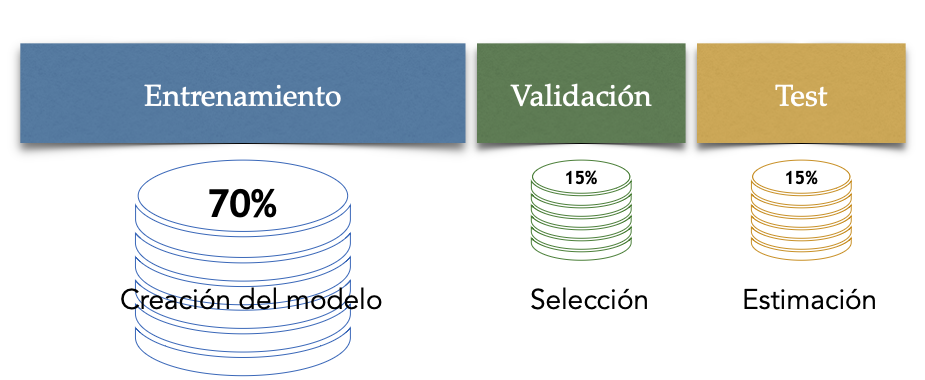 Entrenamiento
Validación
Test
70%
15%
15%
Creación del modelo
Selección
Estimación